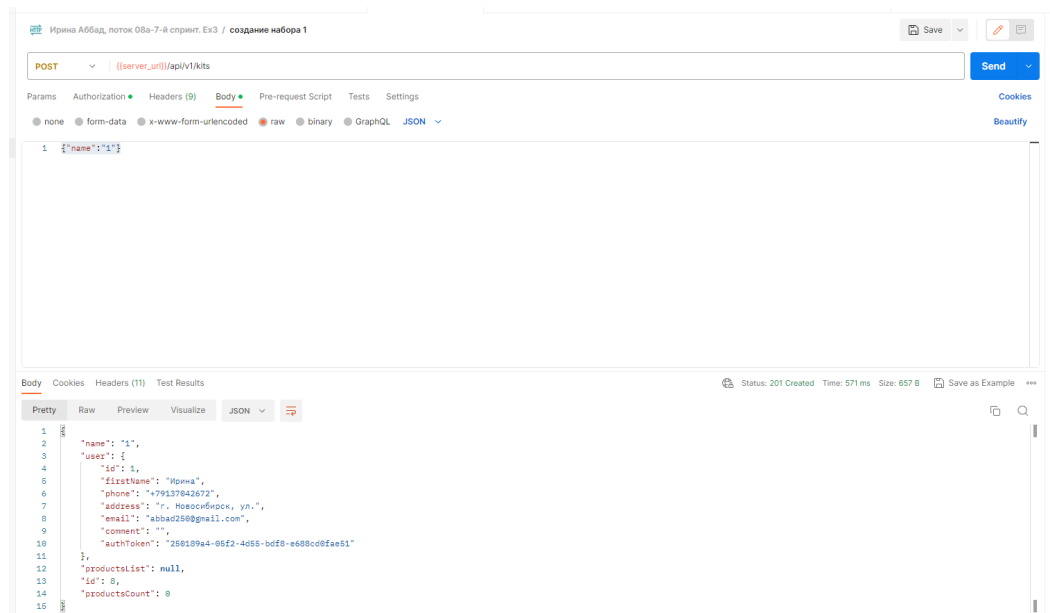 HTTP Ирина Аббад, поток 08a-7-й спринт. Ex3 / создание набора 1 Save
POST {{server_url}}/api/v1/kits Send
Params Authorization Headers (9) Body Pre-request Script Tests Settings Cookies
none form-data x-www-form-urlencoded raw binary GraphQL JSON Beautify
1 {"name":"1"}
Body Cookies Headers (11) Test Results Status: 201 Created Time: 571 ms Size: 657 B Save as Example
Pretty Raw Preview Visualize JSON
1 {
2 "name": "1",
3 "user": {
4 "id": 1,
5 "firstName": "Ирина",
6 "phone": "+79137042672",
7 "address": "г. Новосибирск, ул.",
8 "email": "abbad250@gmail.com",
9 "comment": "",
10 "authToken": "250189a4-05f2-4d55-bdf8-e688cd0fae51"
11 },
12 "productsList": null,
13 "id": 8,
14 "productsCount": 0
15 }